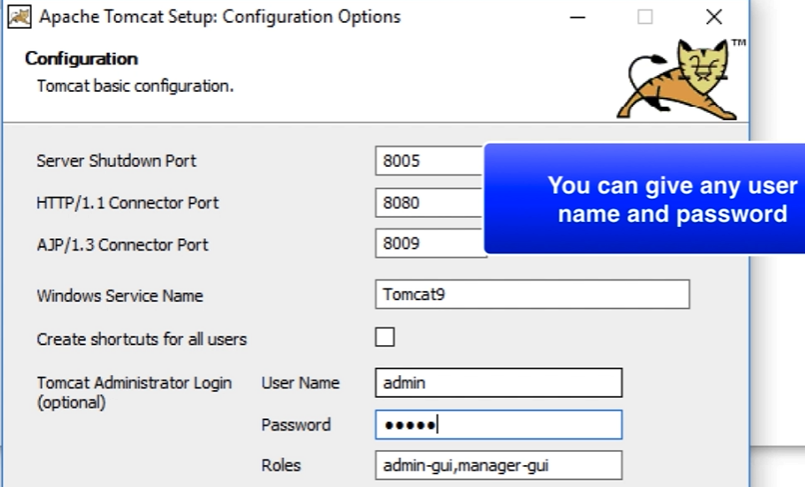 Apache Tomcat Setup: Configuration Options
Configuration
Tomcat basic configuration.
TM
Server Shutdown Port 8005
HTTP/1.1 Connector Port 8080
AJP/1.3 Connector Port 8009
You can give any user
name and password
Windows Service Name Tomcat9
Create shortcuts for all users
Tomcat Administrator Login User Name admin
(optional)
Password •••••
Roles admin-gui,manager-gui